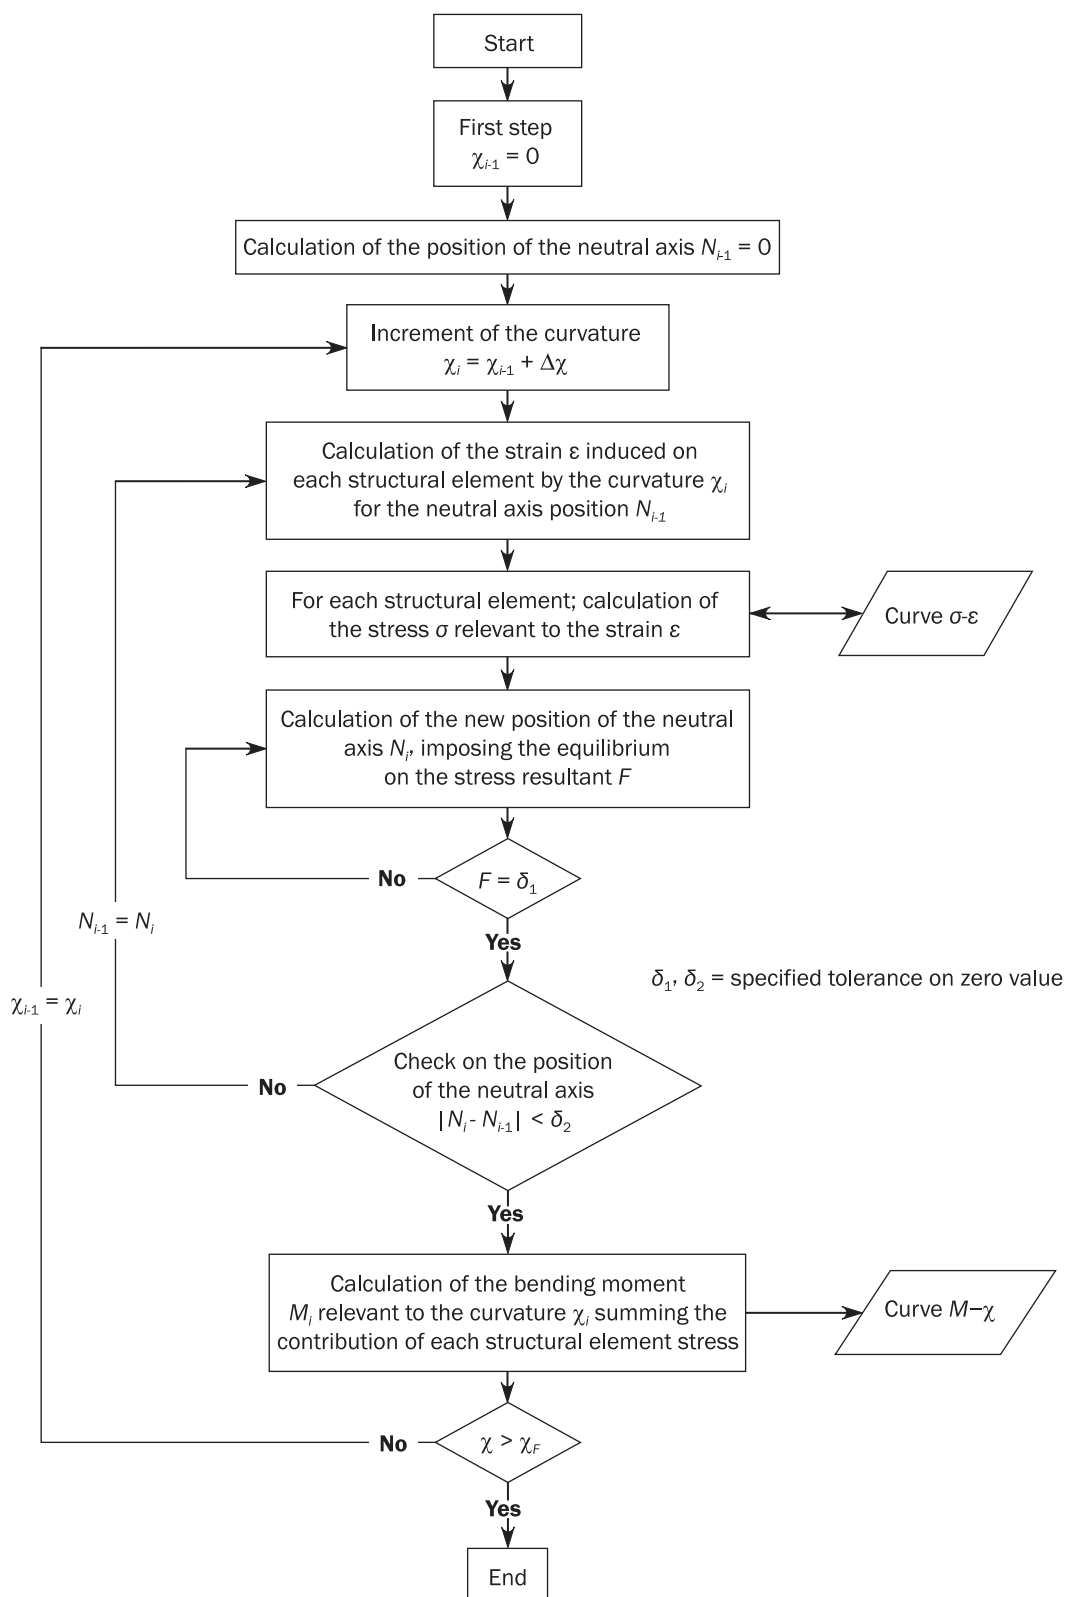 Start
First step
χi-1 = 0
Calculation of the position of the neutral axis Ni-1 = 0
Increment of the curvature
χi = χi-1 + Δχ
Calculation of the strain ε induced on
each structural element by the curvature χi
for the neutral axis position Ni-1
For each structural element; calculation of
the stress σ relevant to the strain ε
Curve σ-ε
Calculation of the new position of the neutral
axis Ni, imposing the equilibrium
on the stress resultant F
No
F = δ1
Ni-1 = Ni
Yes
δ1, δ2 = specified tolerance on zero value
χi-1 = χi
Check on the position
of the neutral axis
|Ni - Ni-1| < δ2
No
Yes
Calculation of the bending moment
Mi relevant to the curvature χi summing the
contribution of each structural element stress
Curve M–χ
No
χ > χF
Yes
End